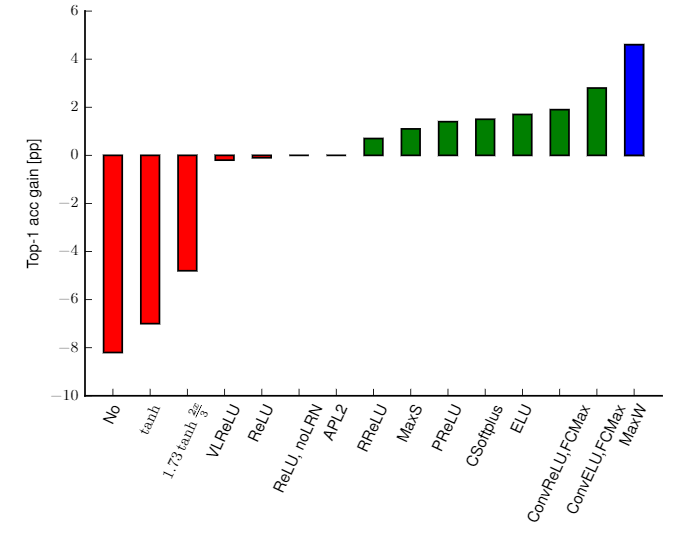 6
4
2
0
−2
−4
−6
−8
−10
Top-1 acc gain [pp]
No
tanh
1.73 tanh 2x/3
VLReLU
ReLU
ReLU, noLRN
APL2
RReLU
MaxS
PReLU
CSoftplus
ELU
ConvReLU,FCMax
ConvELU,FCMax
MaxW